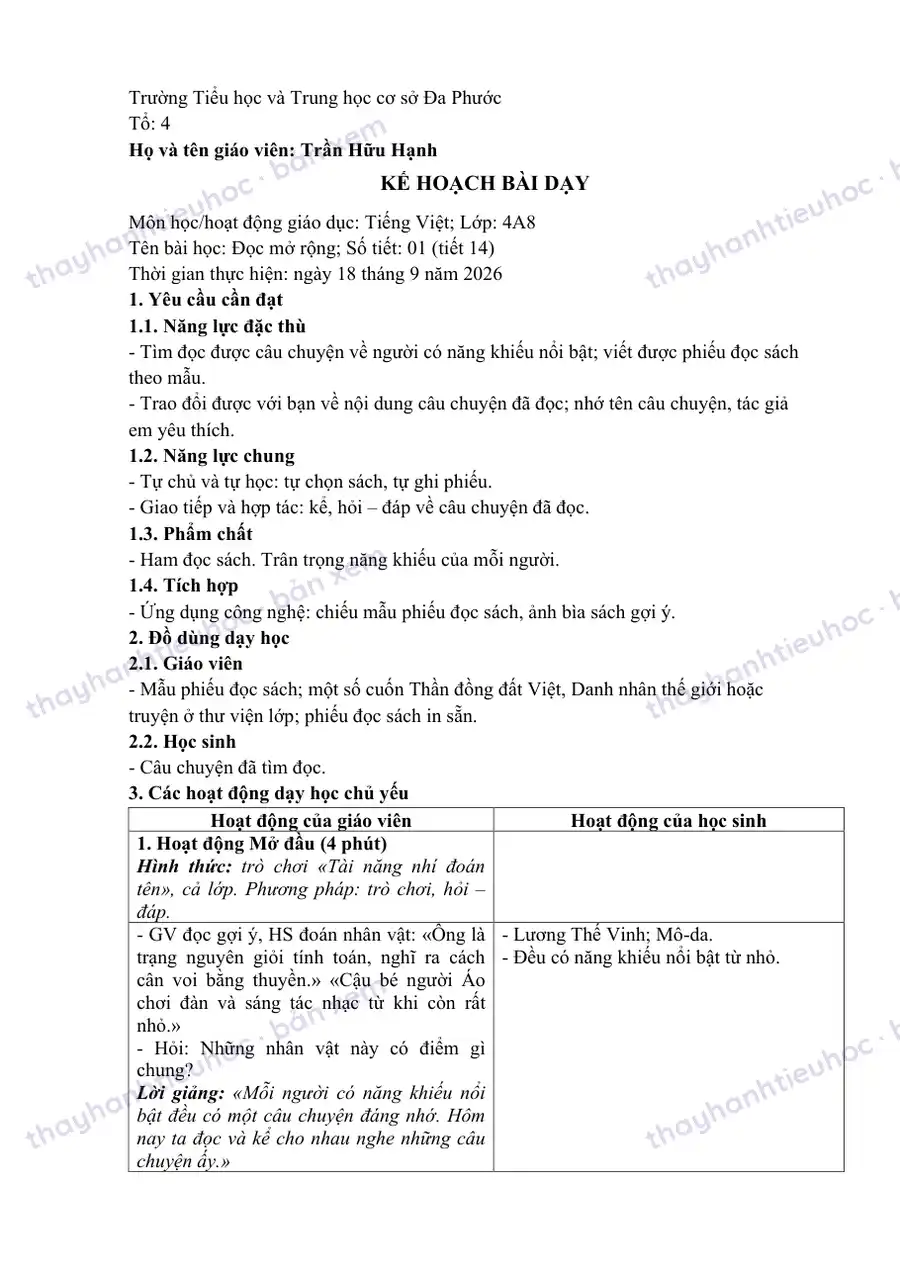 Trường Tiểu học và Trung học cơ sở Đa Phước
Tổ: 4
Họ và tên giáo viên: Trần Hữu Hạnh
KẾ HOẠCH BÀI DẠY
Môn học/hoạt động giáo dục: Tiếng Việt; Lớp: 4A8
Tên bài học: Đọc mở rộng; Số tiết: 01 (tiết 14)
Thời gian thực hiện: ngày 18 tháng 9 năm 2026
1. Yêu cầu cần đạt
1.1. Năng lực đặc thù
- Tìm đọc được câu chuyện về người có năng khiếu nổi bật; viết được phiếu đọc sách
theo mẫu.
- Trao đổi được với bạn về nội dung câu chuyện đã đọc; nhớ tên câu chuyện, tác giả
em yêu thích.
1.2. Năng lực chung
- Tự chủ và tự học: tự chọn sách, tự ghi phiếu.
- Giao tiếp và hợp tác: kể, hỏi – đáp về câu chuyện đã đọc.
1.3. Phẩm chất
- Ham đọc sách. Trân trọng năng khiếu của mỗi người.
1.4. Tích hợp
- Ứng dụng công nghệ: chiếu mẫu phiếu đọc sách, ảnh bìa sách gợi ý.
2. Đồ dùng dạy học
2.1. Giáo viên
- Mẫu phiếu đọc sách; một số cuốn Thần đồng đất Việt, Danh nhân thế giới hoặc
truyện ở thư viện lớp; phiếu đọc sách in sẵn.
2.2. Học sinh
- Câu chuyện đã tìm đọc.
3. Các hoạt động dạy học chủ yếu
Hoạt động của giáo viên
Hoạt động của học sinh
1. Hoạt động Mở đầu (4 phút)
Hình thức: trò chơi «Tài năng nhí đoán
tên», cả lớp. Phương pháp: trò chơi, hỏi –
đáp.
- GV đọc gợi ý, HS đoán nhân vật: «Ông là
trạng nguyên giỏi tính toán, nghĩ ra cách
cân voi bằng thuyền.» «Cậu bé người Áo
chơi đàn và sáng tác nhạc từ khi còn rất
nhỏ.»
- Hỏi: Những nhân vật này có điểm gì
chung?
Lời giảng: «Mỗi người có năng khiếu nổi
bật đều có một câu chuyện đáng nhớ. Hôm
nay ta đọc và kể cho nhau nghe những câu
chuyện ấy.»
- Lương Thế Vinh; Mô-da.
- Đều có năng khiếu nổi bật từ nhỏ.
thayhanhtieuhoc · bản xem
thayhanhtieuhoc · b
thayhanhtieuhoc · bản xem
thayhanhtieuhoc · b
thayhanhtieuhoc · bản xem
thayhanhtieuhoc · b